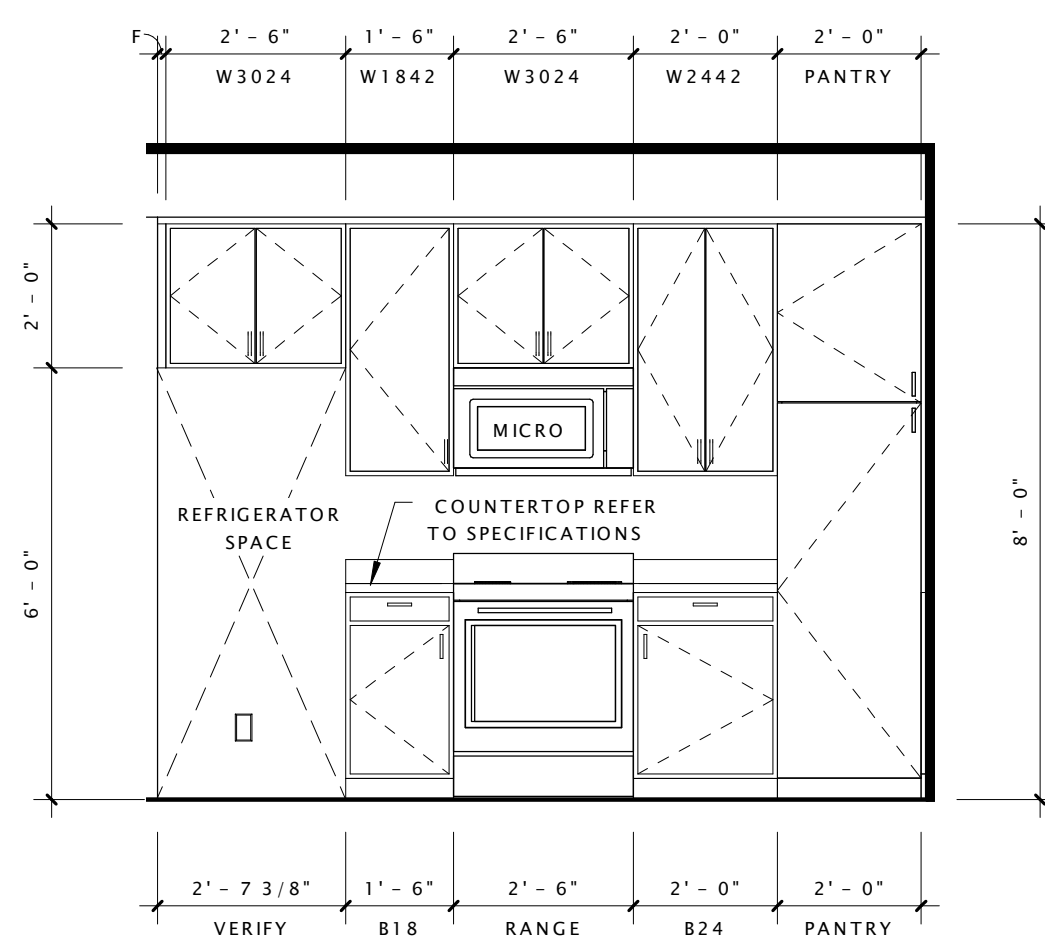 F
2' - 6" 1' - 6" 2' - 6" 2' - 0" 2' - 0"
W3024 W1842 W3024 W2442 PANTRY
2' - 0"
MICRO
COUNTERTOP REFER
TO SPECIFICATIONS
REFRIGERATOR
SPACE
8' - 0"
6' - 0"
2' - 7 3/8" 1' - 6" 2' - 6" 2' - 0" 2' - 0"
VERIFY B18 RANGE B24 PANTRY